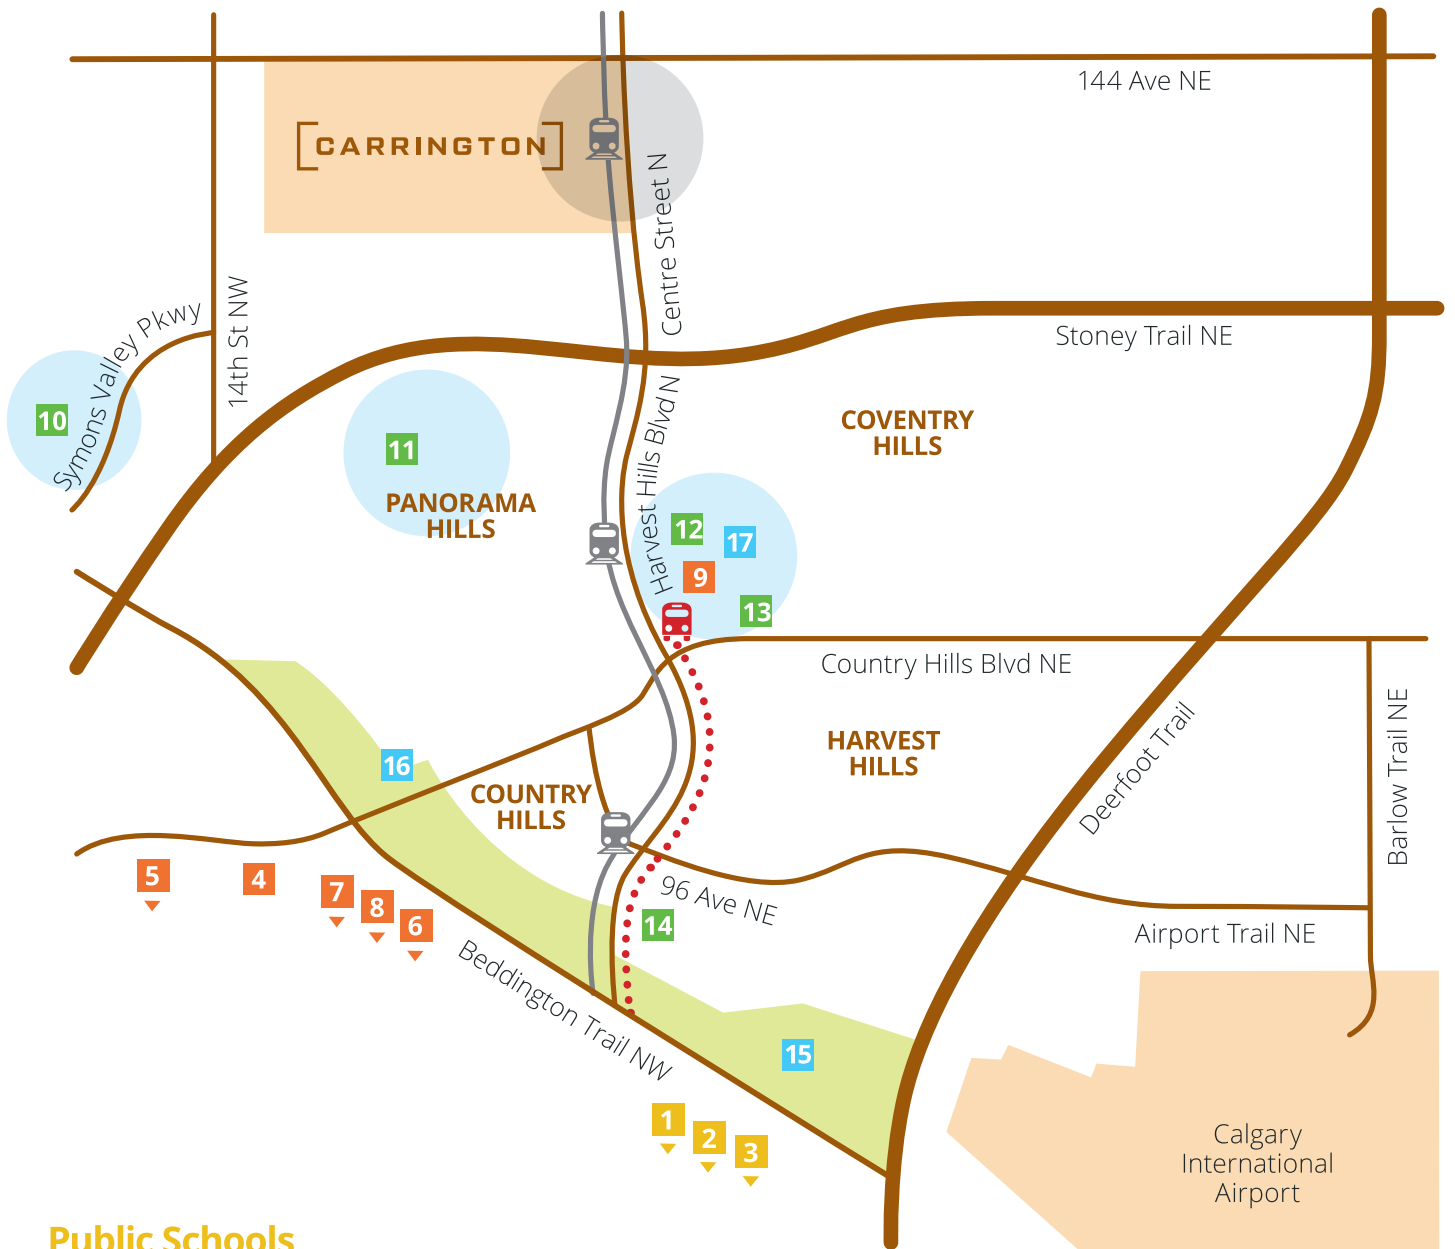 144 Ave NE
CARRINGTON
Centre Street N
14th St NW
Symons Valley Pkwy
Stoney Trail NE
10
11
PANORAMA
HILLS
Harvest Hills Blvd N
COVENTRY
HILLS
12
17
9
13
Country Hills Blvd NE
HARVEST
HILLS
Deerfoot Trail
Barlow Trail NE
16
COUNTRY
HILLS
5
4
7
8
6
96 Ave NE
14
Airport Trail NE
Beddington Trail NW
15
1
2
3
Calgary
International
Airport
Public Schools